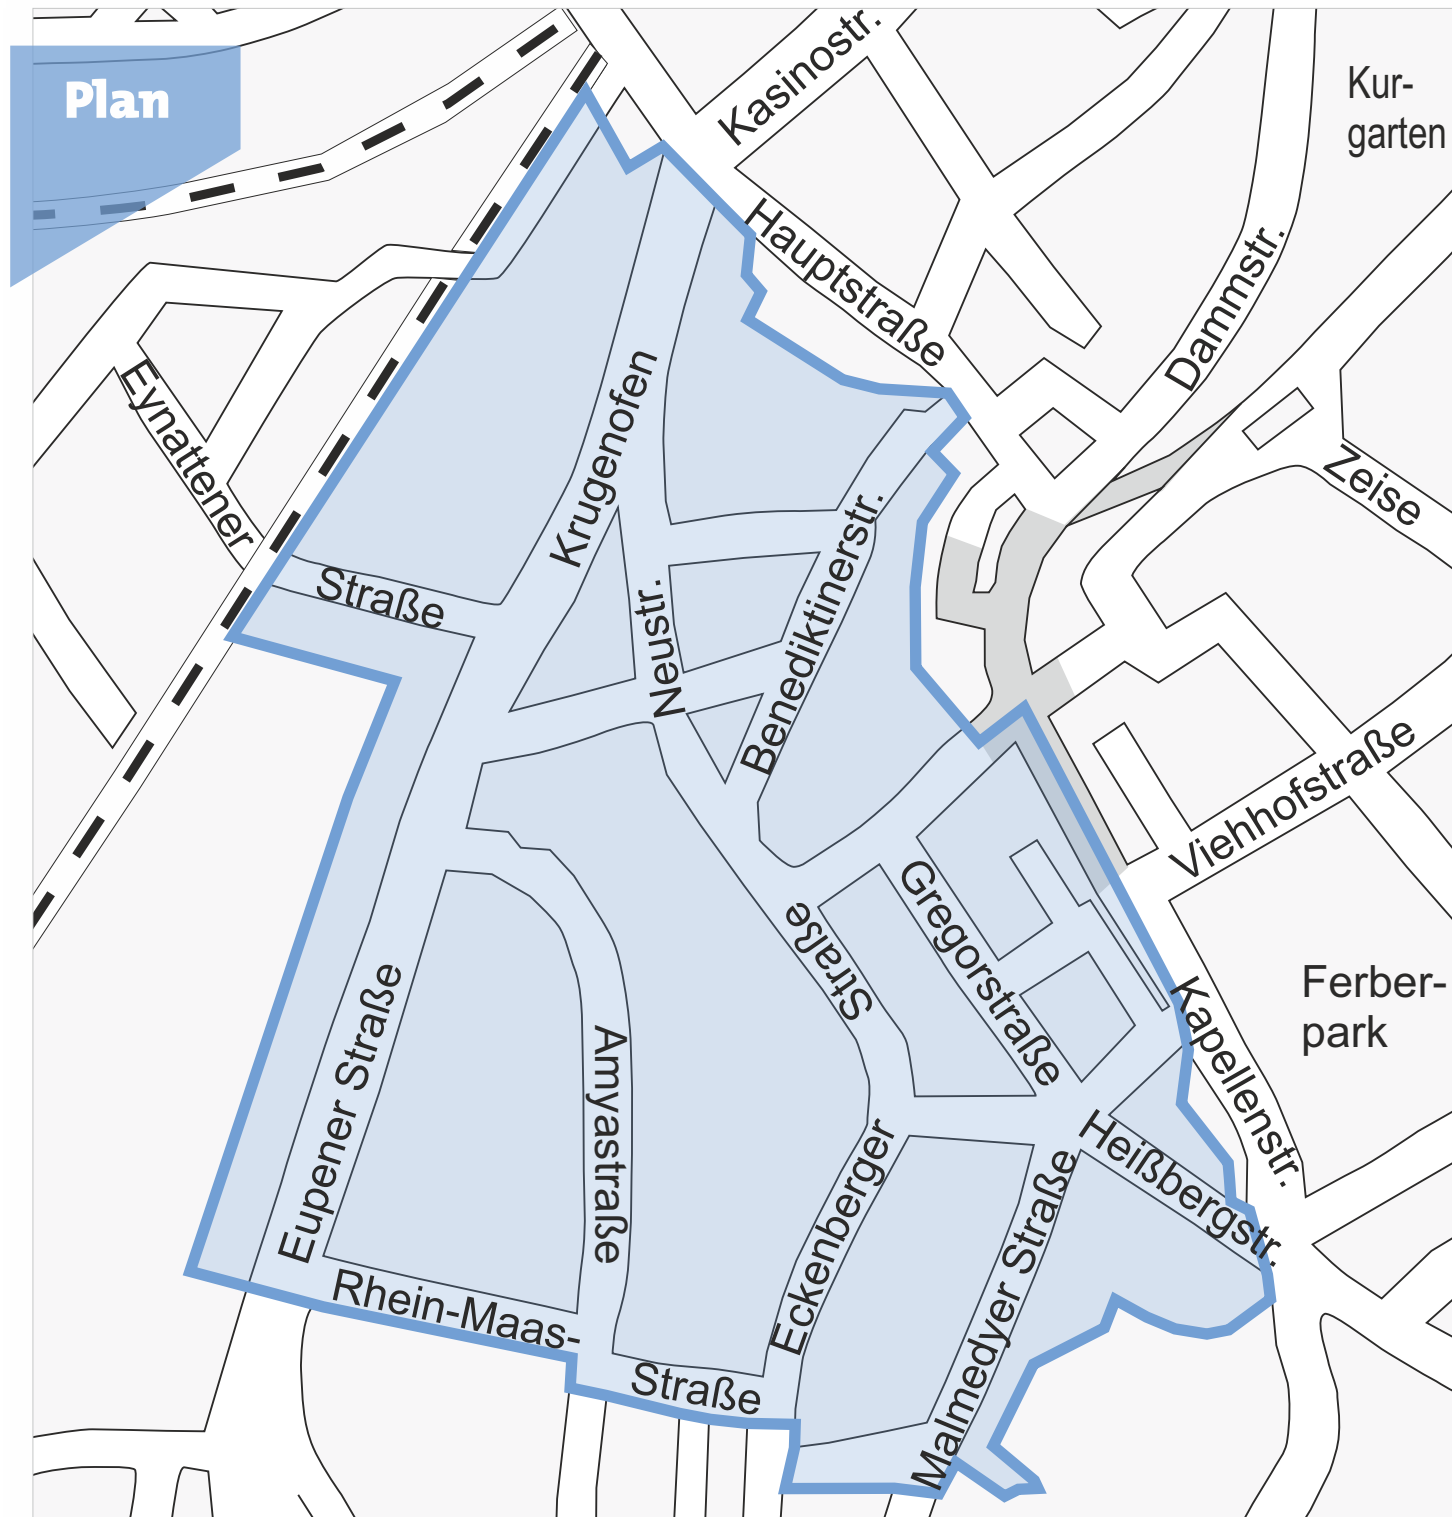 Plan
Kasinostr.
Kur-
garten
Hauptstraße
Dammstr.
Eynattener
Straße
Krugenofen
Neustr.
Benediktinerstr.
Zeise
Viehhofstraße
Straße
Gregorstraße
Ferber-
park
Kapellenstr.
Eupener Straße
Amyastraße
Heißbergstr.
Eckenberger
Malmedyer Straße
Rhein-Maas-
Straße